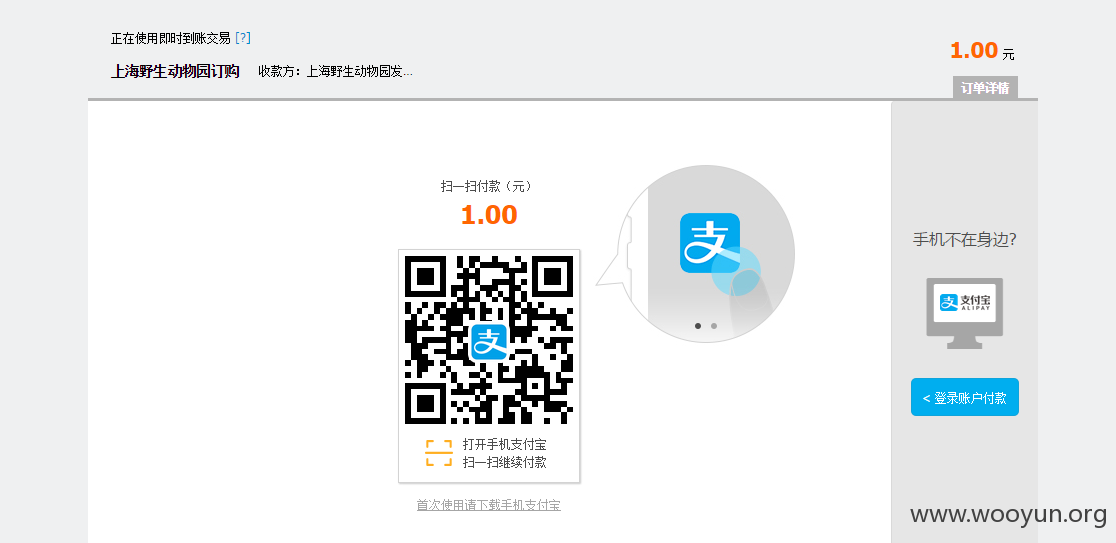 正在使用即时到账交易 [?]
上海野生动物园订购 收款方：上海野生动物园发...
1.00 元
订单详情
扫一扫付款（元）
1.00
支
支
打开手机支付宝
扫一扫继续付款
首次使用请下载手机支付宝
手机不在身边?
支 支付宝
ALIPAY
< 登录账户付款
www.wooyun.org